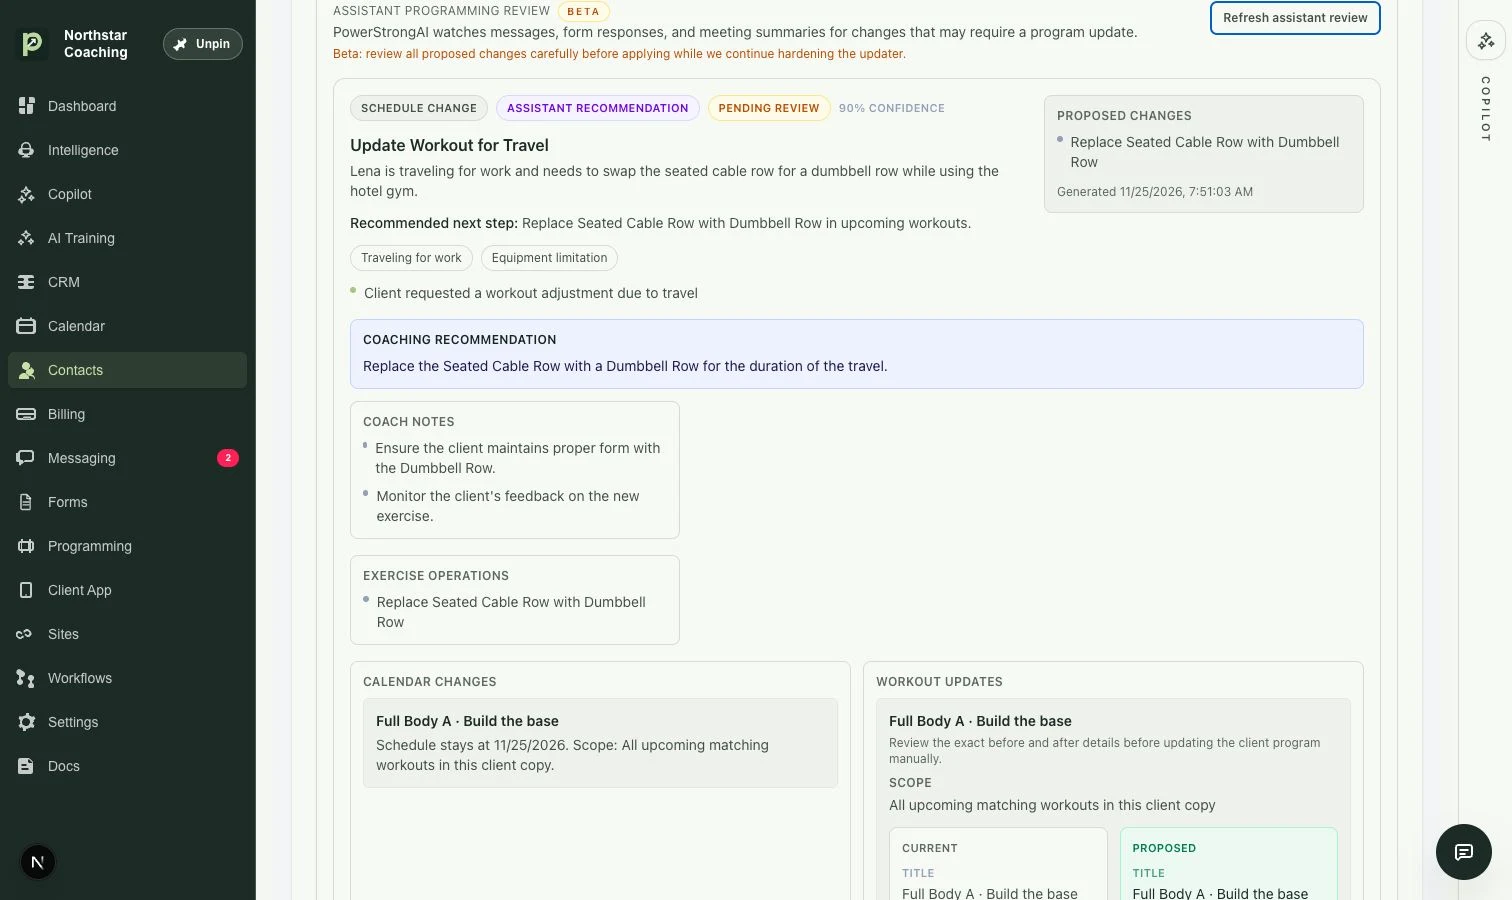 Northstar
Coaching
Unpin
Dashboard
Intelligence
Copilot
AI Training
CRM
Calendar
Contacts
Billing
Messaging
2
Forms
Programming
Client App
Sites
Workflows
Settings
Docs
N
ASSISTANT PROGRAMMING REVIEW
BETA
PowerStrongAI watches messages, form responses, and meeting summaries for changes that may require a program update.
Beta: review all proposed changes carefully before applying while we continue hardening the updater.
Refresh assistant review
SCHEDULE CHANGE
ASSISTANT RECOMMENDATION
PENDING REVIEW
90% CONFIDENCE
Update Workout for Travel
Lena is traveling for work and needs to swap the seated cable row for a dumbbell row while using the
hotel gym.
Recommended next step: Replace Seated Cable Row with Dumbbell Row in upcoming workouts.
Traveling for work
Equipment limitation
Client requested a workout adjustment due to travel
PROPOSED CHANGES
Replace Seated Cable Row with Dumbbell
Row
Generated 11/25/2026, 7:51:03 AM
COACHING RECOMMENDATION
Replace the Seated Cable Row with a Dumbbell Row for the duration of the travel.
COACH NOTES
Ensure the client maintains proper form with
the Dumbbell Row.
Monitor the client's feedback on the new
exercise.
EXERCISE OPERATIONS
Replace Seated Cable Row with Dumbbell
Row
CALENDAR CHANGES
Full Body A · Build the base
Schedule stays at 11/25/2026. Scope: All upcoming matching
workouts in this client copy.
WORKOUT UPDATES
Full Body A · Build the base
Review the exact before and after details before updating the client program
manually.
SCOPE
All upcoming matching workouts in this client copy
CURRENT
TITLE
Full Body A · Build the base
PROPOSED
TITLE
Full Body A · Build the base
COPILOT